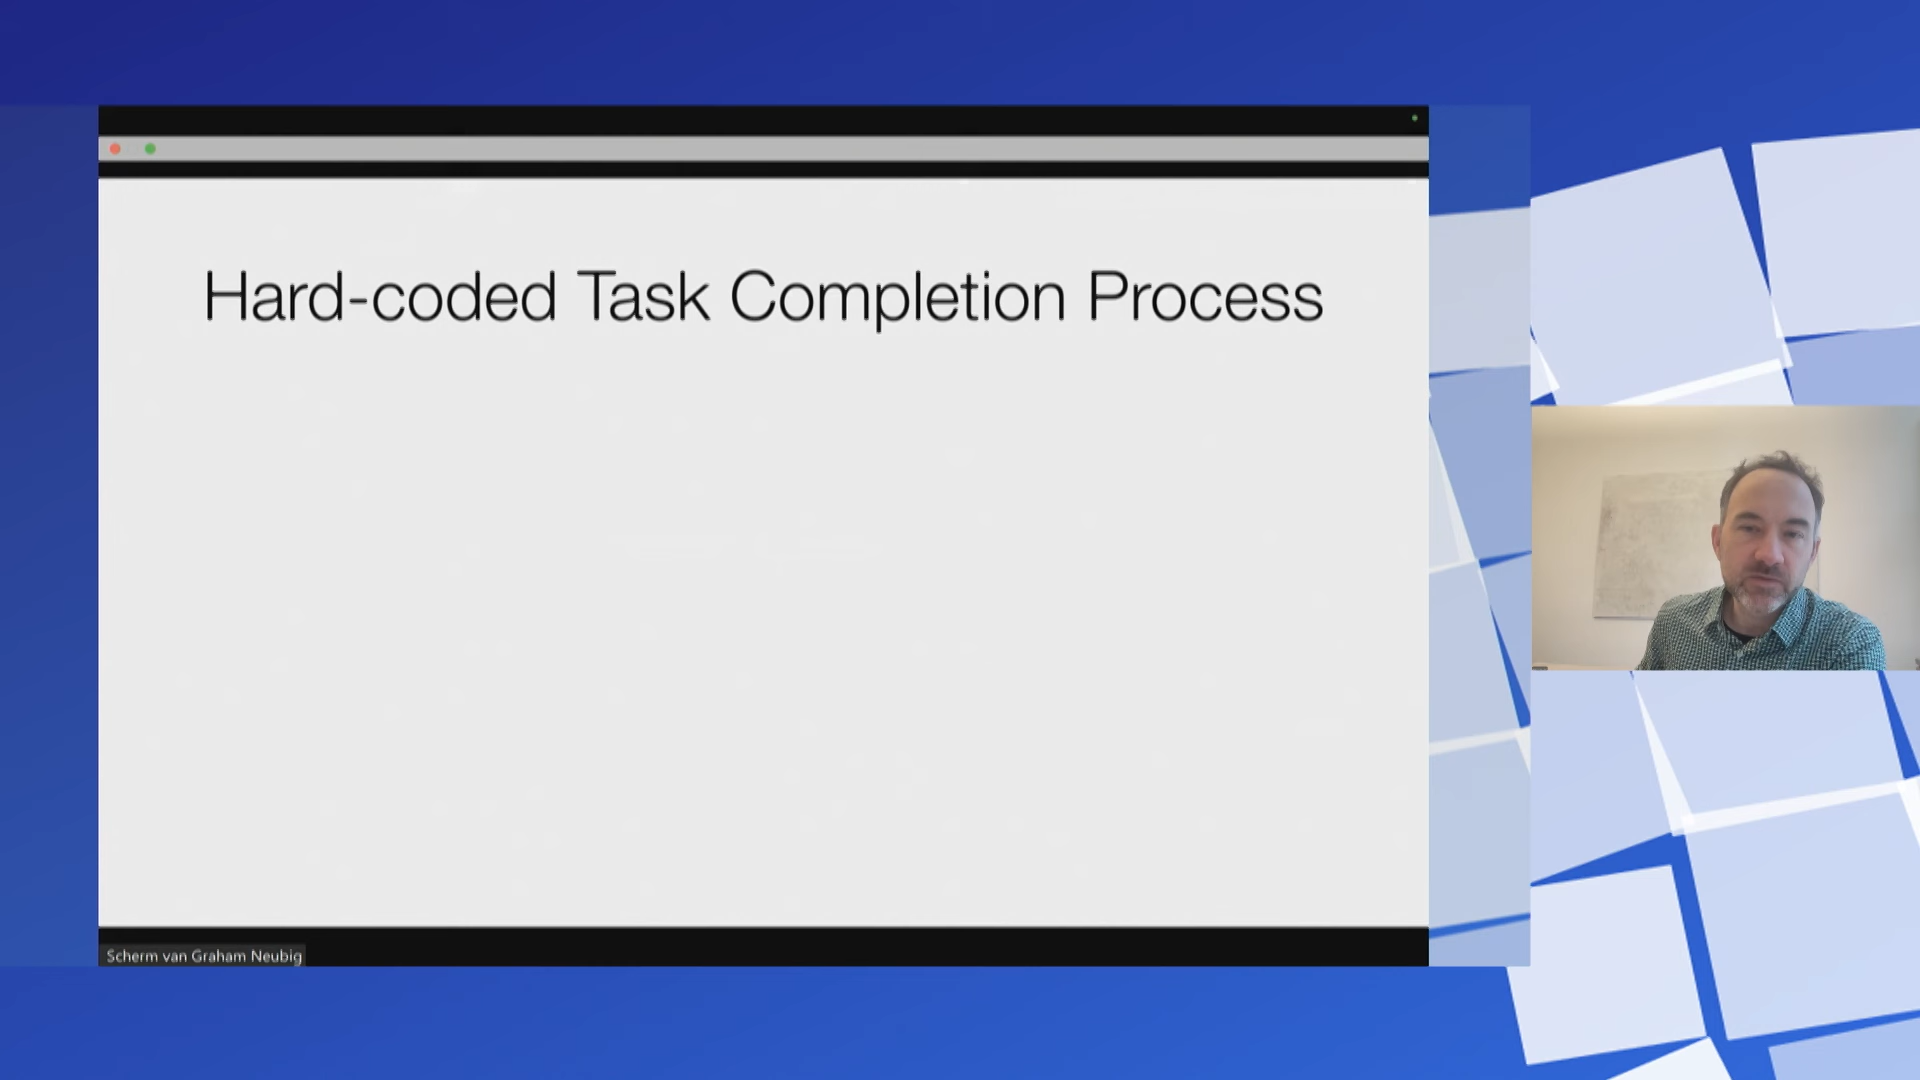 Hard-coded Task Completion Process
Scherm van Graham Neubig